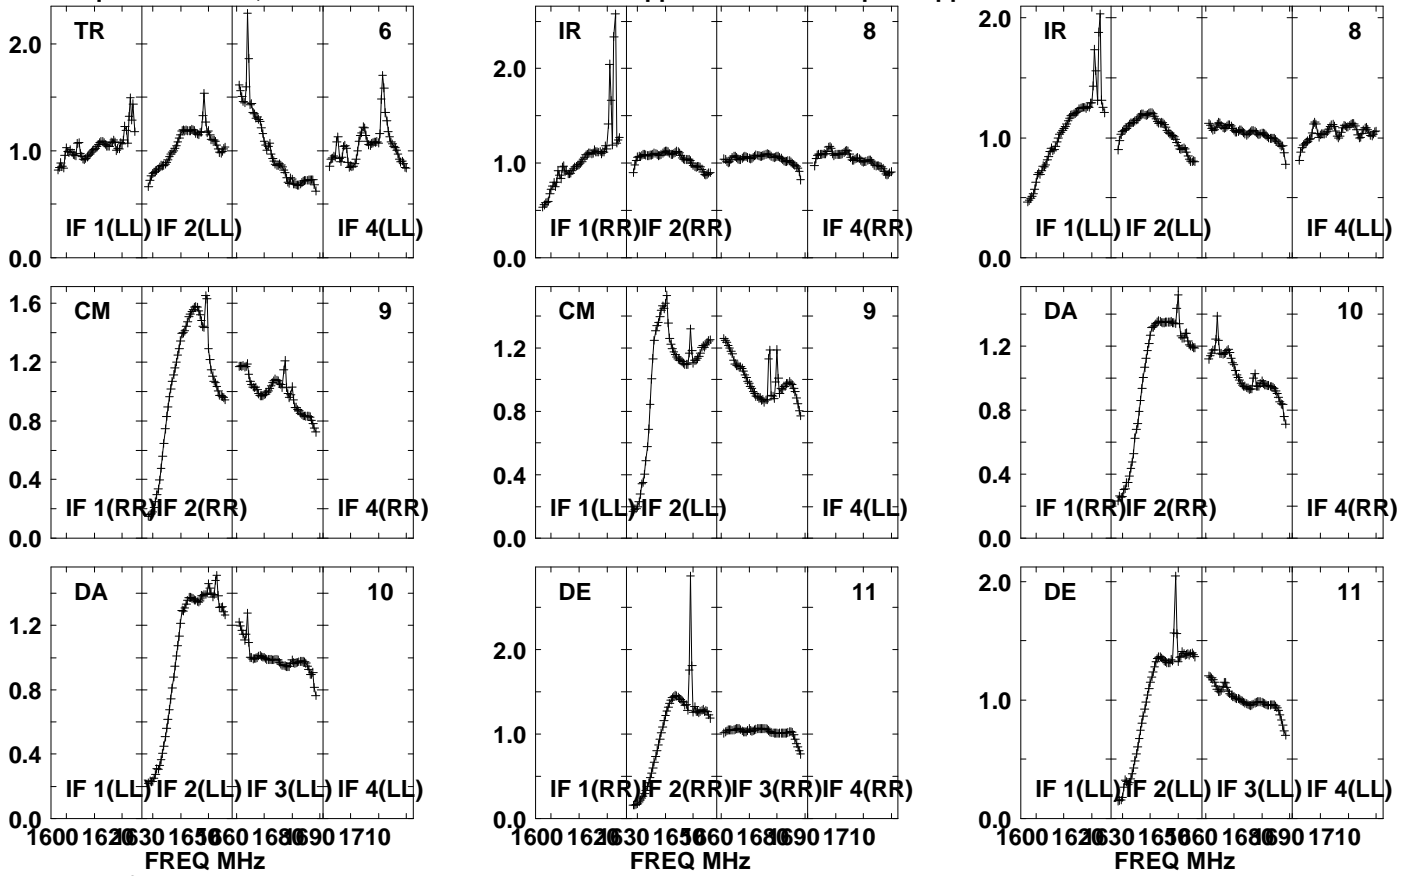 TR 6 IR 8 IR 8
2.0 2.0 2.0
1.0 1.0 1.0
IF 1(LL) IF 2(LL) IF 4(LL) IF 1(RR) IF 2(RR) IF 4(RR) IF 1(LL) IF 2(LL) IF 4(LL)
0.0 0.0 0.0
CM 9 CM 9 DA 10
1.6 1.2 1.2
1.2 0.8 0.8
0.8 0.4 0.4
0.4
IF 1(RR) IF 2(RR) IF 4(RR) IF 1(LL) IF 2(LL) IF 4(LL) IF 1(RR) IF 2(RR) IF 4(RR)
0.0 0.0 0.0
DA 10 DE 11 DE 11
1.2 2.0 2.0
0.8 1.0 1.0
0.4
IF 1(LL) IF 2(LL) IF 3(LL) IF 4(LL) IF 1(RR) IF 2(RR) IF 3(RR) IF 4(RR) IF 1(LL) IF 2(LL) IF 3(LL) IF 4(LL)
0.0 0.0 0.0
1600 1620 1630 1650 1660 1680 1690 1710 1600 1620 1630 1650 1660 1680 1690 1710 1600 1620 1630 1650 1660 1680 1690 1710
FREQ MHz FREQ MHz FREQ MHz